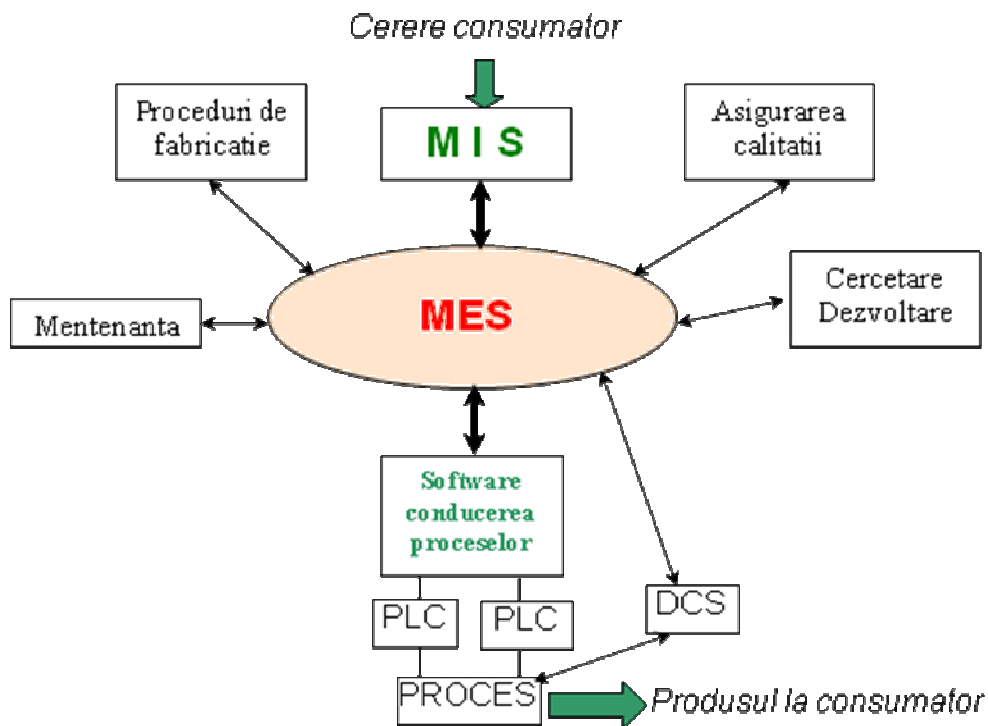 Cerere consumator
Proceduri de
fabricatie
M I S
Asigurarea
calitatii
Mentenanta
MES
Cercetare
Dezvoltare
Software
conducerea
proceselor
PLC
PLC
DCS
PROCES
Produsul la consumator